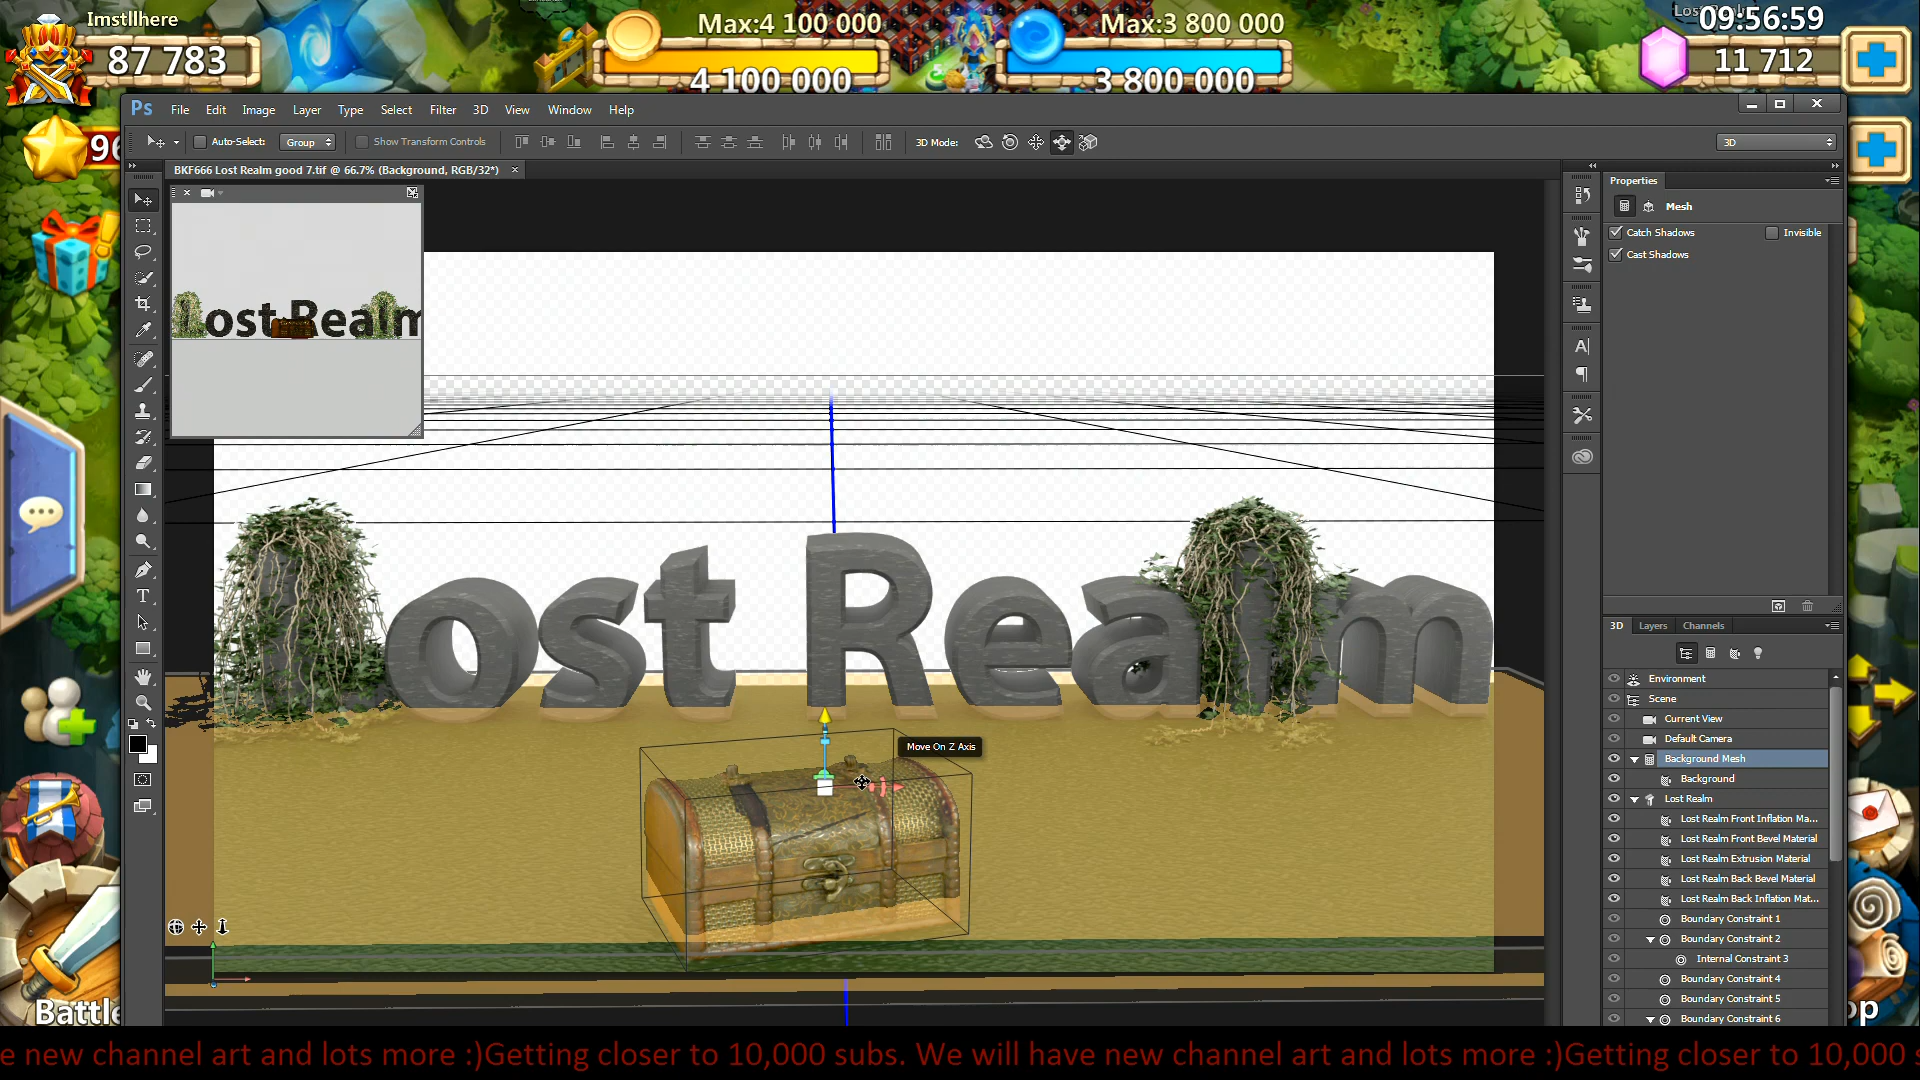 Imstllhere
87 783
Max:4 100 000
4 100 000
Max:3 800 000
3 800 000
09:56:59
11 712
96
Ps File Edit Image Layer Type Select Filter 3D View Window Help
Auto-Select: Group Show Transform Controls 3D Mode: 3D
BKF666 Lost Realm good 7.tif @ 66.7% (Background, RGB/32*) ×
Lost Realm
Lost Realm
Move On Z Axis
Properties
Mesh
Catch Shadows Invisible
Cast Shadows
3D Layers Channels
Environment
Scene
Current View
Default Camera
Background Mesh
Background
Lost Realm
Lost Realm Front Inflation Ma...
Lost Realm Front Bevel Material
Lost Realm Extrusion Material
Lost Realm Back Bevel Material
Lost Realm Back Inflation Mat...
Boundary Constraint 1
Boundary Constraint 2
Internal Constraint 3
Boundary Constraint 4
Boundary Constraint 5
Boundary Constraint 6
Battle
op
e new channel art and lots more :)Getting closer to 10,000 subs. We will have new channel art and lots more :)Getting closer to 10,000 s